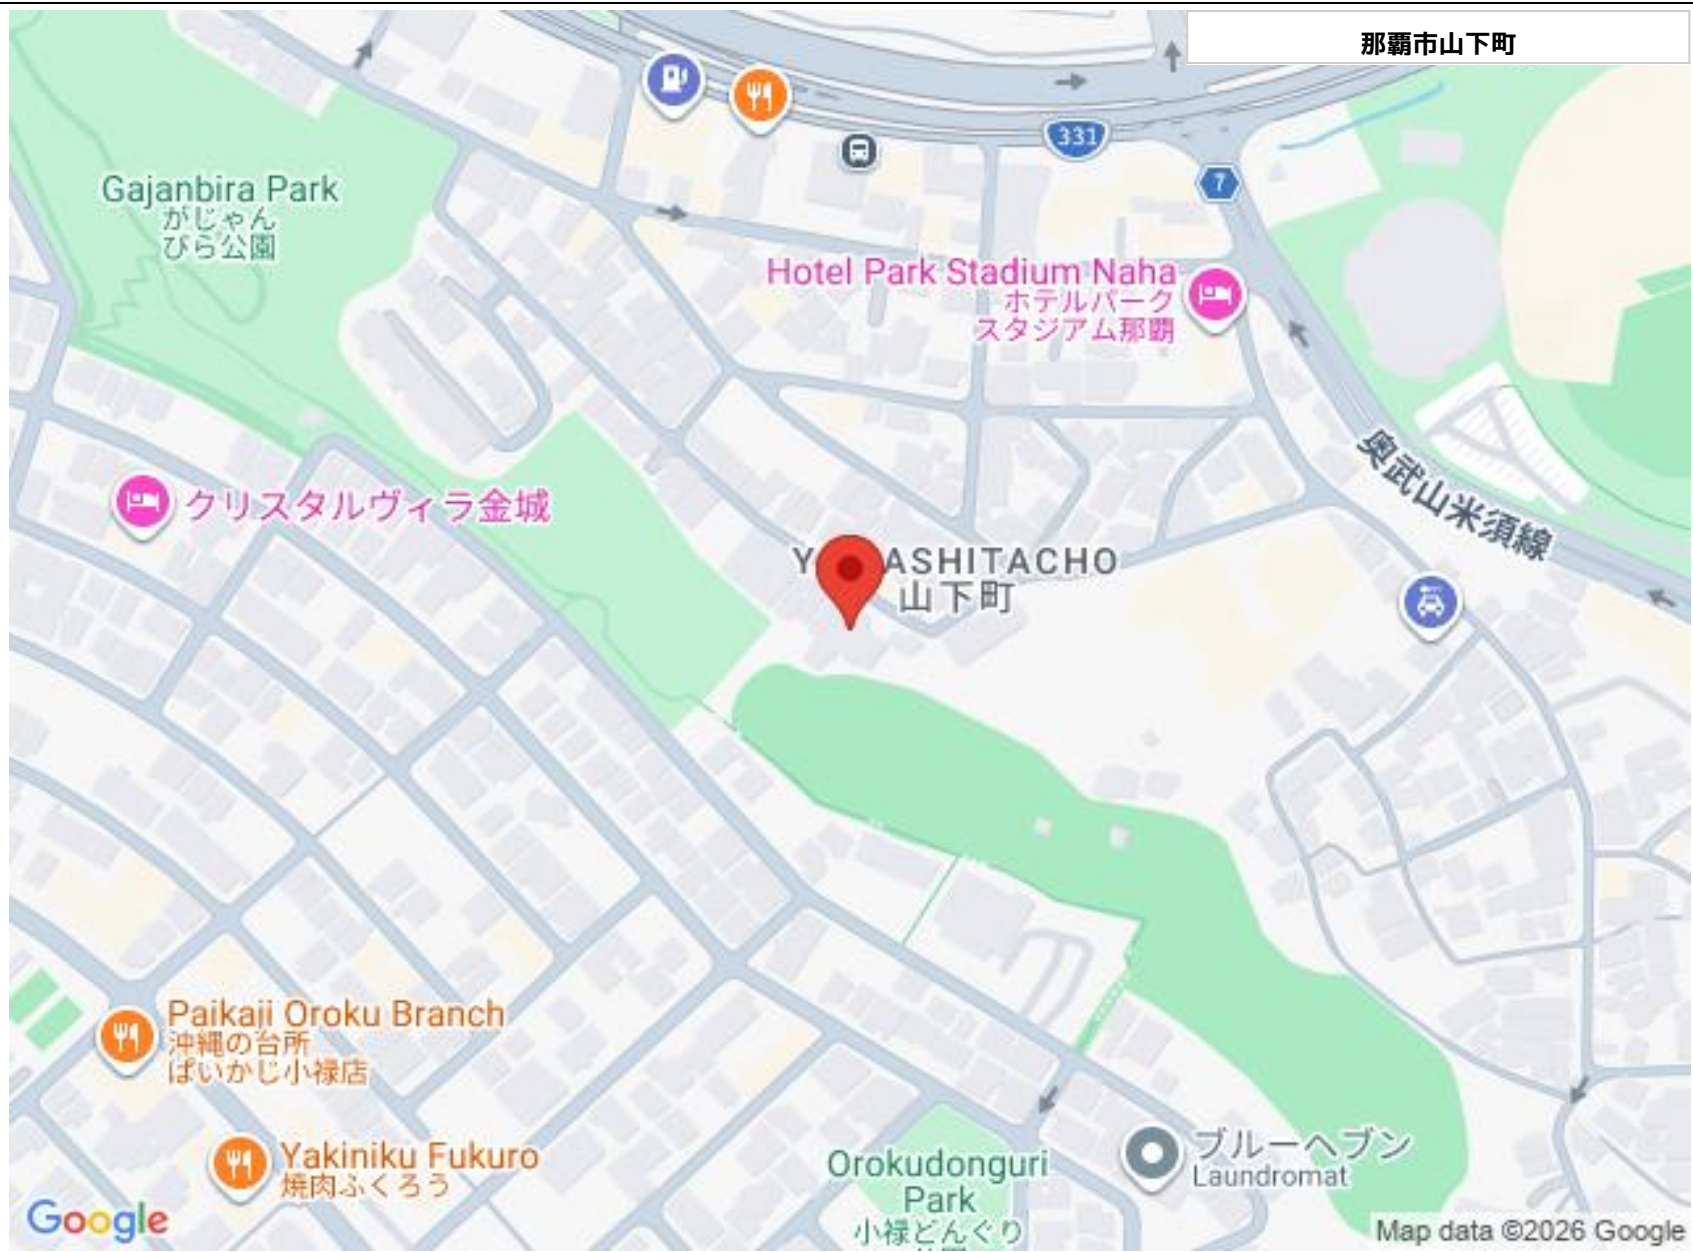 那覇市山下町
331
7
Gajanbira Park
がじゃん
びら公園
Hotel Park Stadium Naha
ホテルパーク
スタジアム那覇
奥武山米須線
クリスタルヴィラ金城
ASHITACHO
山下町
Paikaji Oroku Branch
沖縄の台所
ぱいかじ小禄店
Yakiniku Fukuro
焼肉ふくろう
Orokudonguri
Park
小禄どんぐり
ブルーヘブン
Laundromat
Google
Map data ©2026 Google